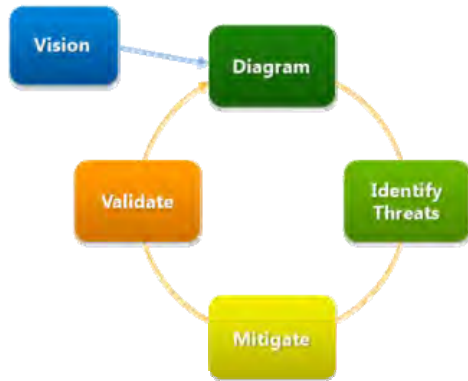 Vision
Diagram
Identify
Threats
Mitigate
Validate